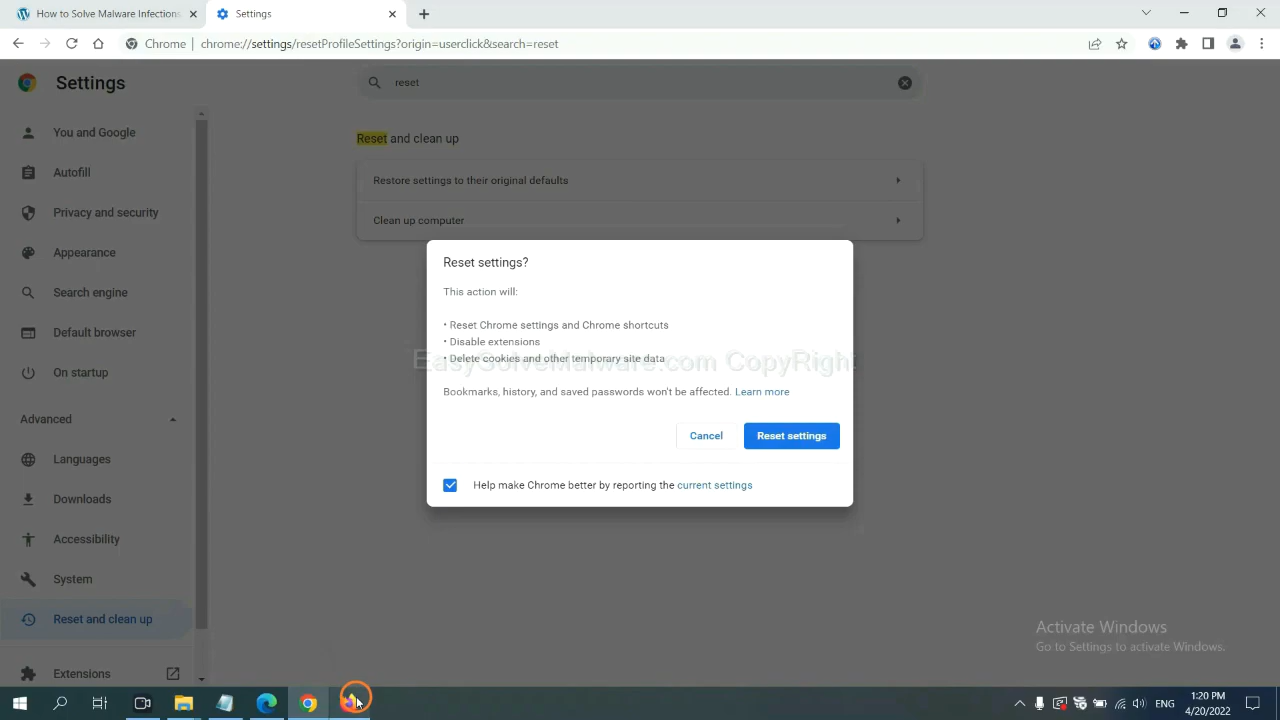 How to Solve Malware Infections
Settings
Chrome
chrome://settings/resetProfileSettings?origin=userclick&search=reset
Settings
reset
You and Google
Autofill
Privacy and security
Appearance
Search engine
Default browser
On startup
Advanced
Languages
Downloads
Accessibility
System
Reset and clean up
Extensions
Reset and clean up
Restore settings to their original defaults
Clean up computer
Reset settings?
This action will:
• Reset Chrome settings and Chrome shortcuts
• Disable extensions
• Delete cookies and other temporary site data
EasySolveMalware.com CopyRight
Bookmarks, history, and saved passwords won't be affected. Learn more
Cancel
Reset settings
Help make Chrome better by reporting the current settings
Activate Windows
Go to Settings to activate Windows.
ENG
1:20 PM
4/20/2022